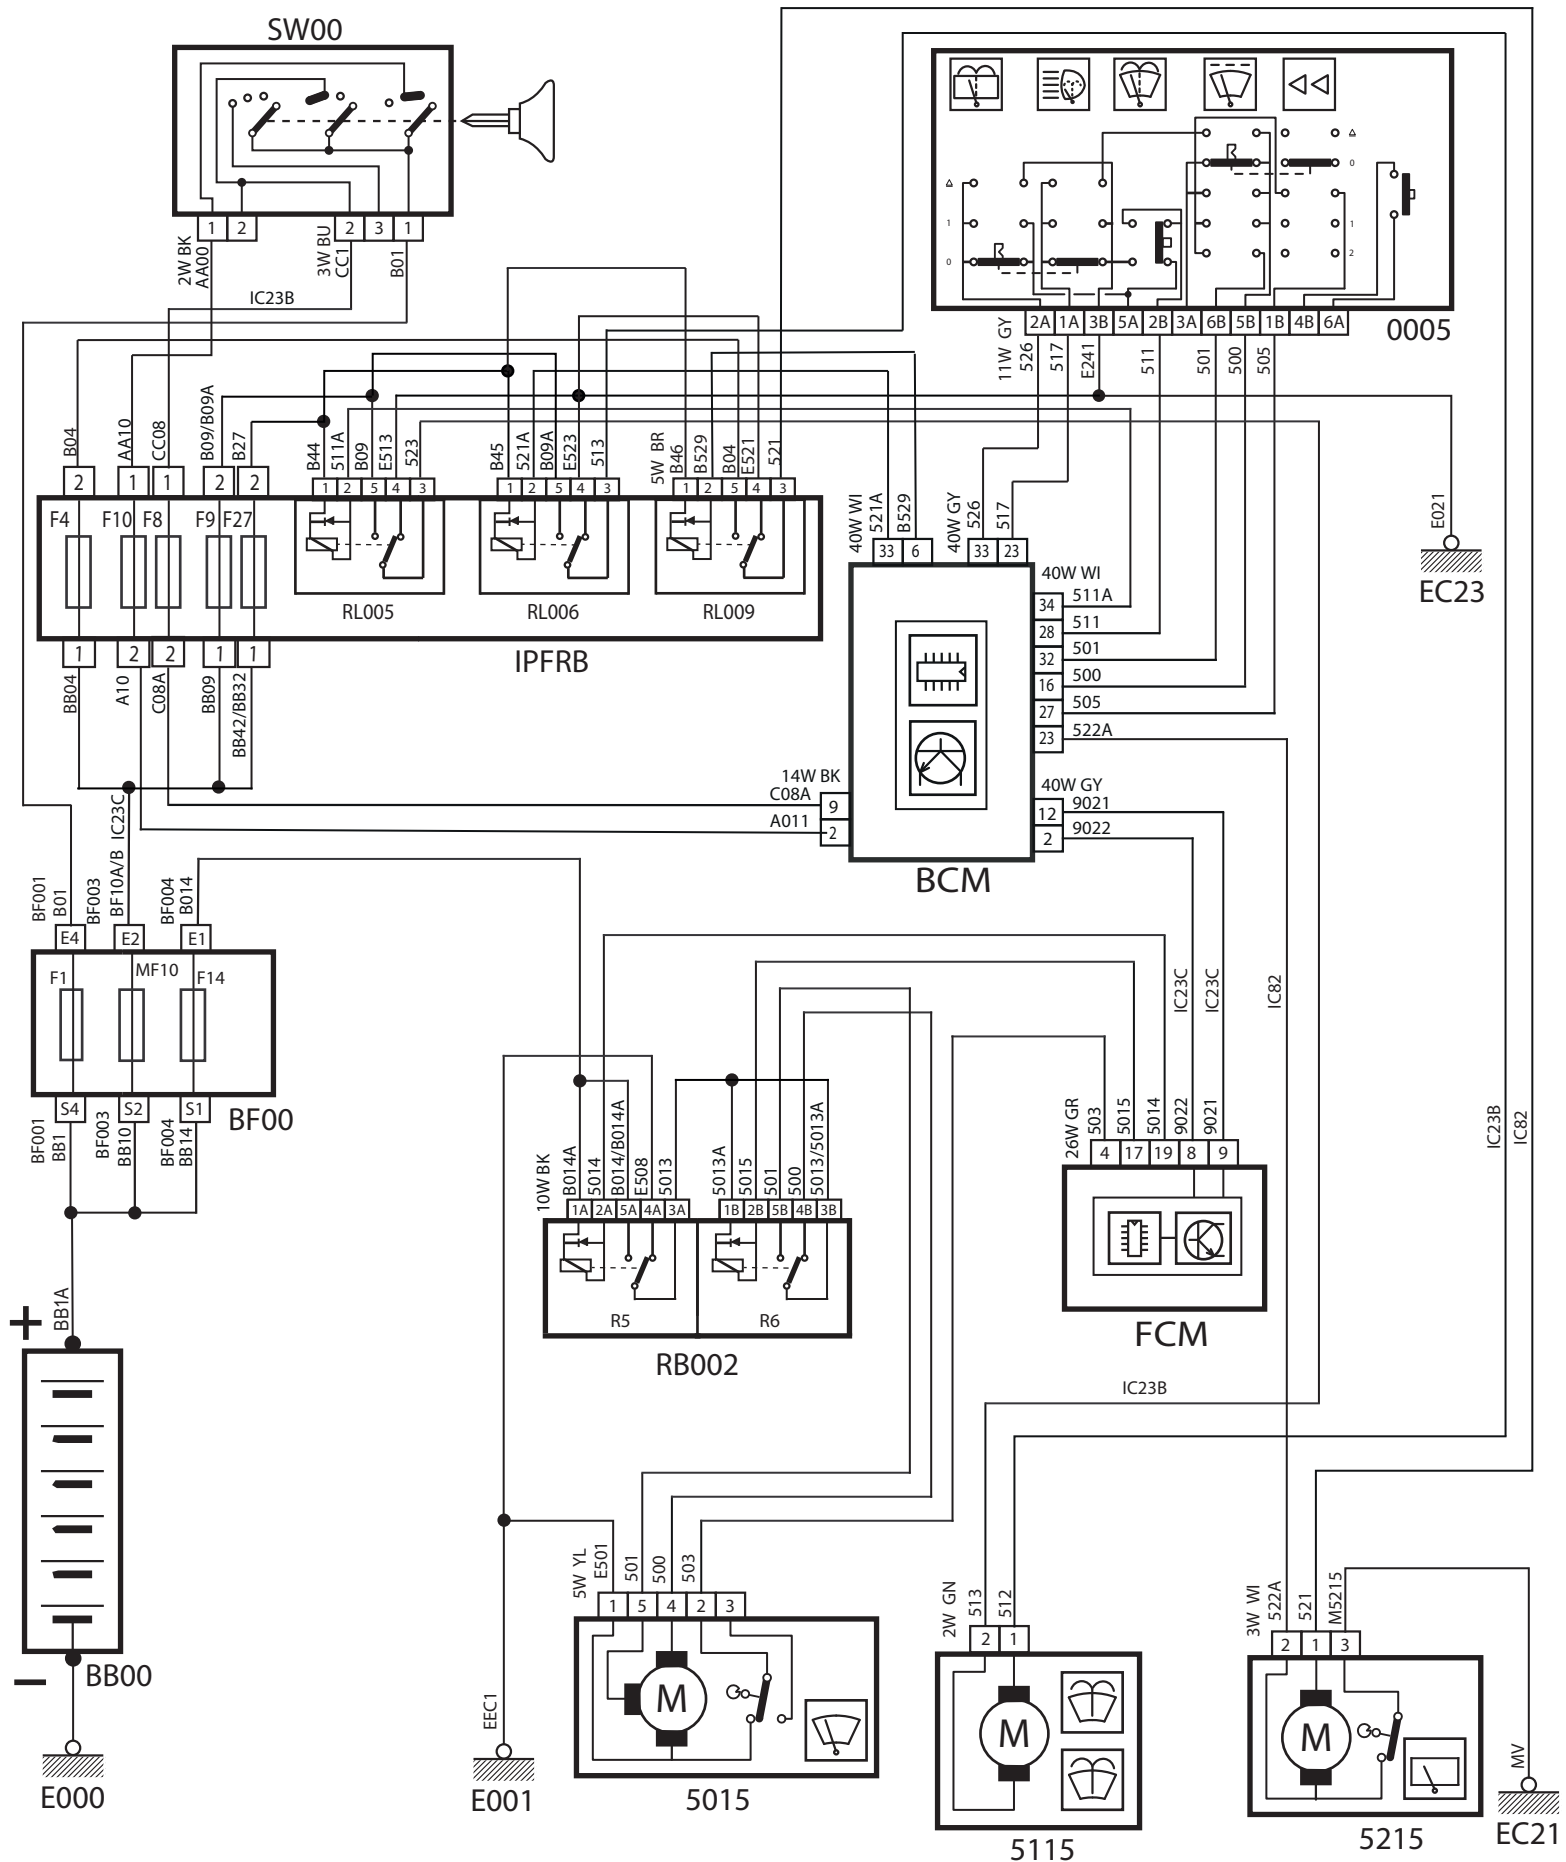 SW00
1 2 2 3 1
2W BK
AA00
3W BU
CC1
B01
IC23B
△ 1 0
△ 0 1 2
2A 1A 3B 5A 2B 3A 6B 5B 1B 4B 6A
0005
11W GY
526
517
E241
511
501
500
505
B04
AA10
CC08
B09/B09A
B27
B44
511A
B09
E513
523
B45
521A
B09A
E523
513
5W BR
B46
B529
B04
E521
521
2 1 1 2 2
1 2 5 4 3
1 2 5 4 3
1 2 5 4 3
F4 F10 F8 F9 F27
RL005
RL006
RL009
1 2 2 1 1
IPFRB
BB04
A10
C08A
BB09
BB42/BB32
40W WI
521A
B529
40W GY
526
517
33 6
33 23
E021
EC23
40W WI
34 511A
28 511
32 501
16 500
27 505
23 522A
40W GY
12 9021
2 9022
14W BK
C08A 9
A011 2
BCM
BF001
B01
BF003
BF10A/B IC23C
BF004
B014
E4 E2 E1
F1 MF10 F14
S4 S2 S1
BF00
BF001
BB1
BF003
BB10
BF004
BB14
IC23C
IC23C
IC82
IC23B
IC82
10W BK
B014A
5014
B014/B014A
E508
5013
5013A
5015
501
500
5013/5013A
1A 2A 5A 4A 3A
1B 2B 5B 4B 3B
R5 R6
RB002
26W GR
503
5015
5014
9022
9021
4 17 19 8 9
FCM
IC23B
BB1A
+
−
BB00
E000
EEC1
E001
5W YL
E501
501
500
503
1 5 4 2 3
M
5015
2W GN
513
512
2 1
M
5115
3W WI
522A
521
M5215
2 1 3
M
5215
MV
EC21